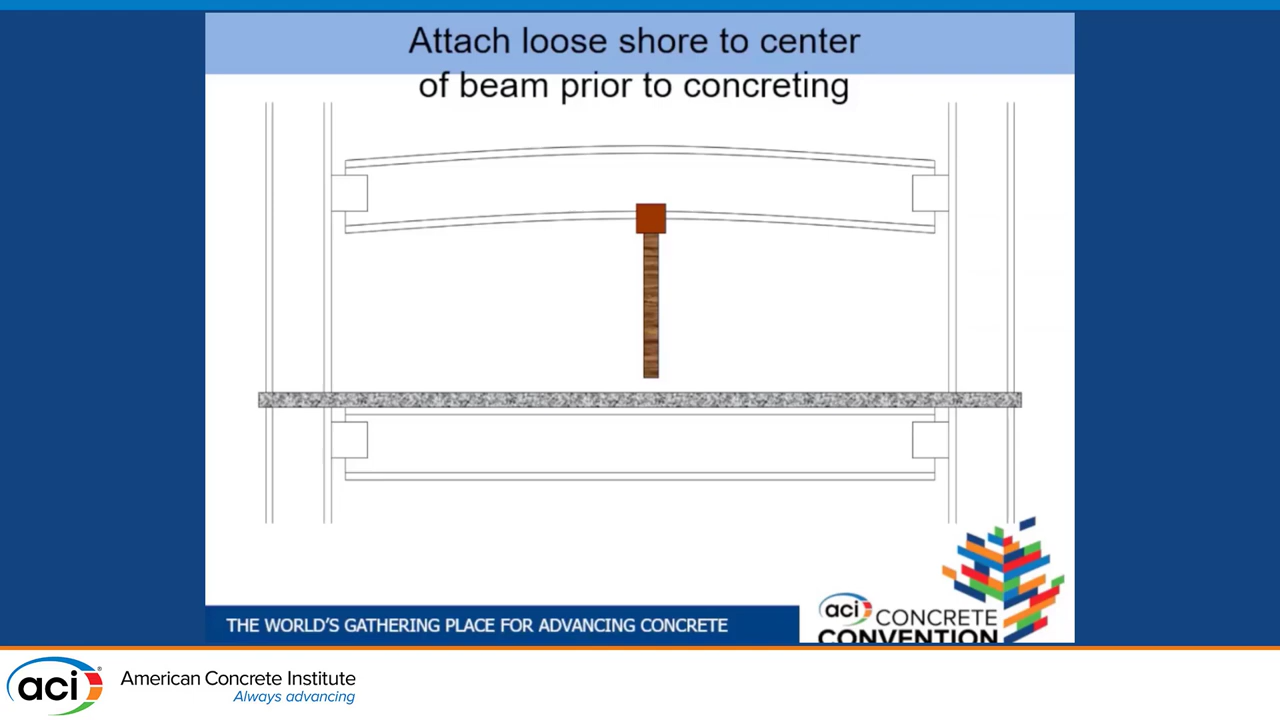 Attach loose shore to center
of beam prior to concreting
THE WORLD'S GATHERING PLACE FOR ADVANCING CONCRETE
aci CONCRETE
CONVENTION
aci® American Concrete Institute
Always advancing